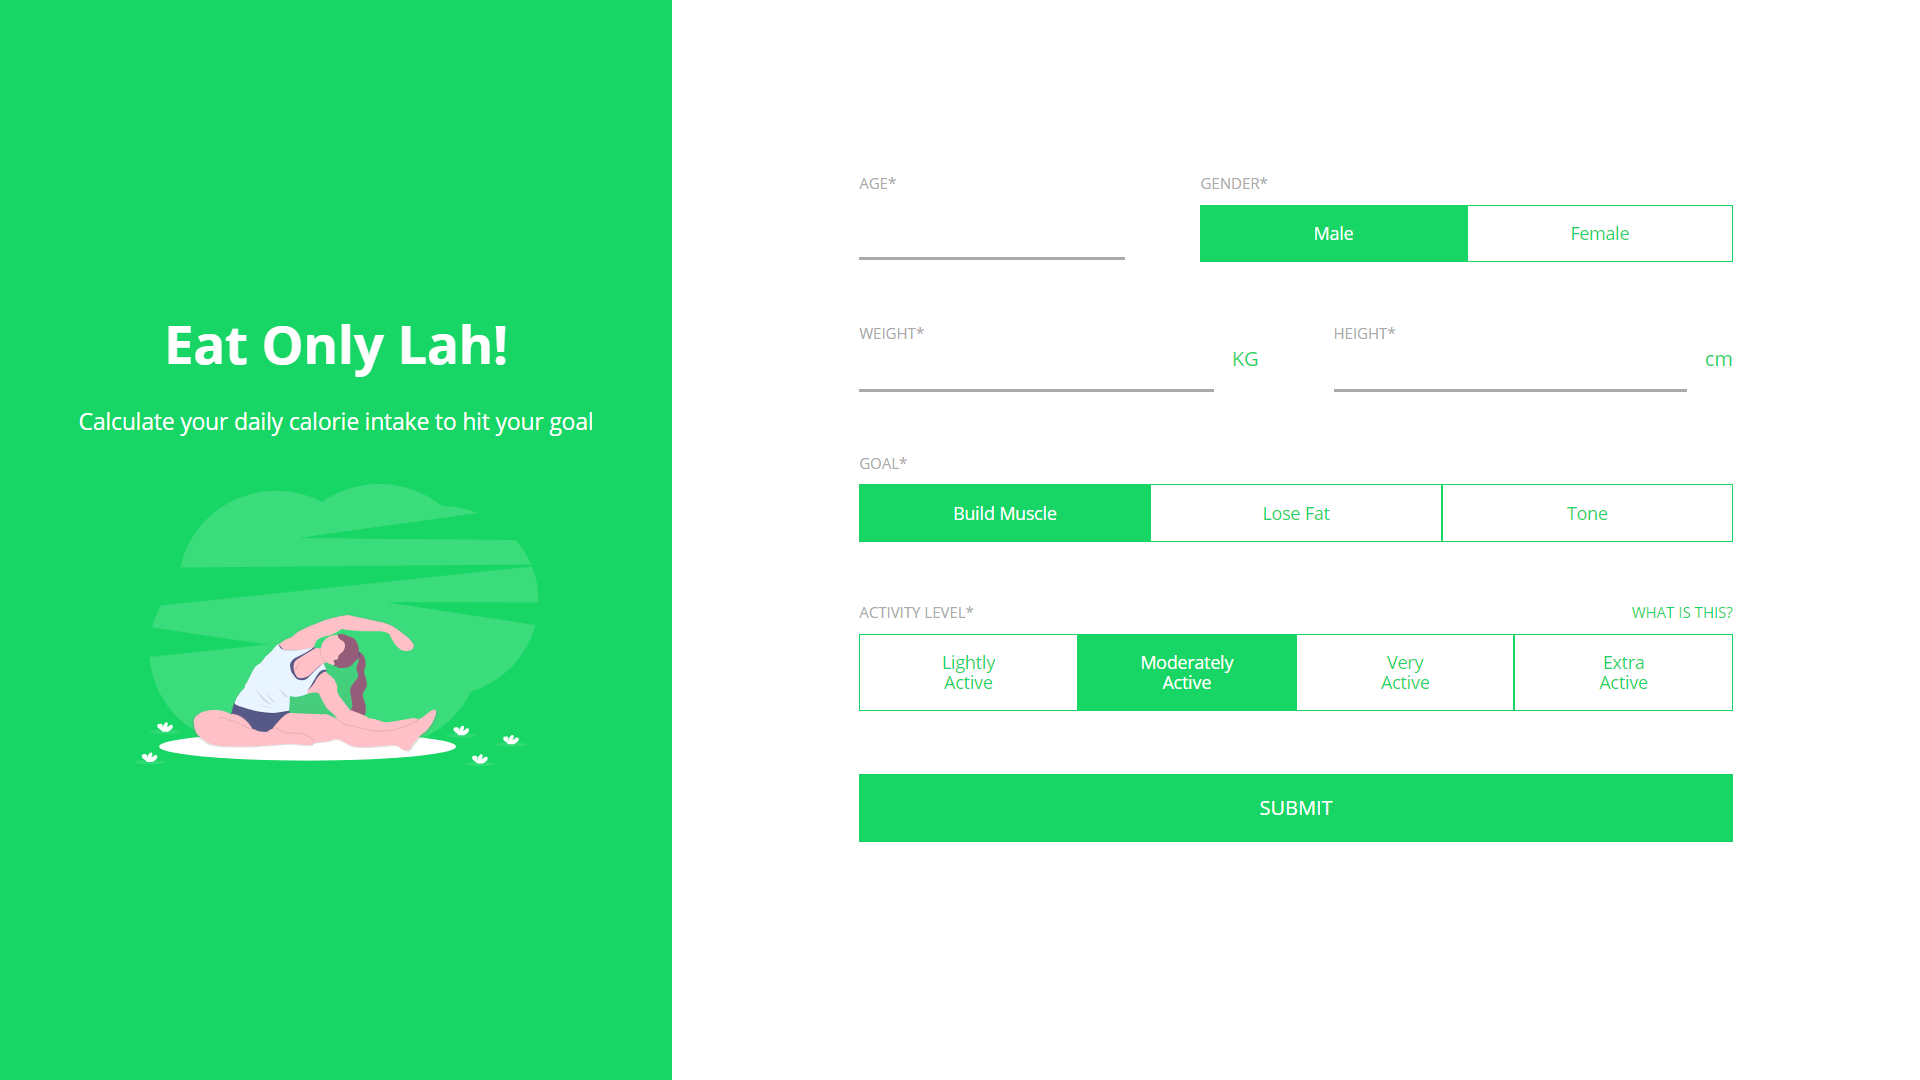 Eat Only Lah!
Calculate your daily calorie intake to hit your goal
AGE*
GENDER*
Male
Female
WEIGHT*
KG
HEIGHT*
cm
GOAL*
Build Muscle
Lose Fat
Tone
ACTIVITY LEVEL*
WHAT IS THIS?
Lightly
Active
Moderately
Active
Very
Active
Extra
Active
SUBMIT